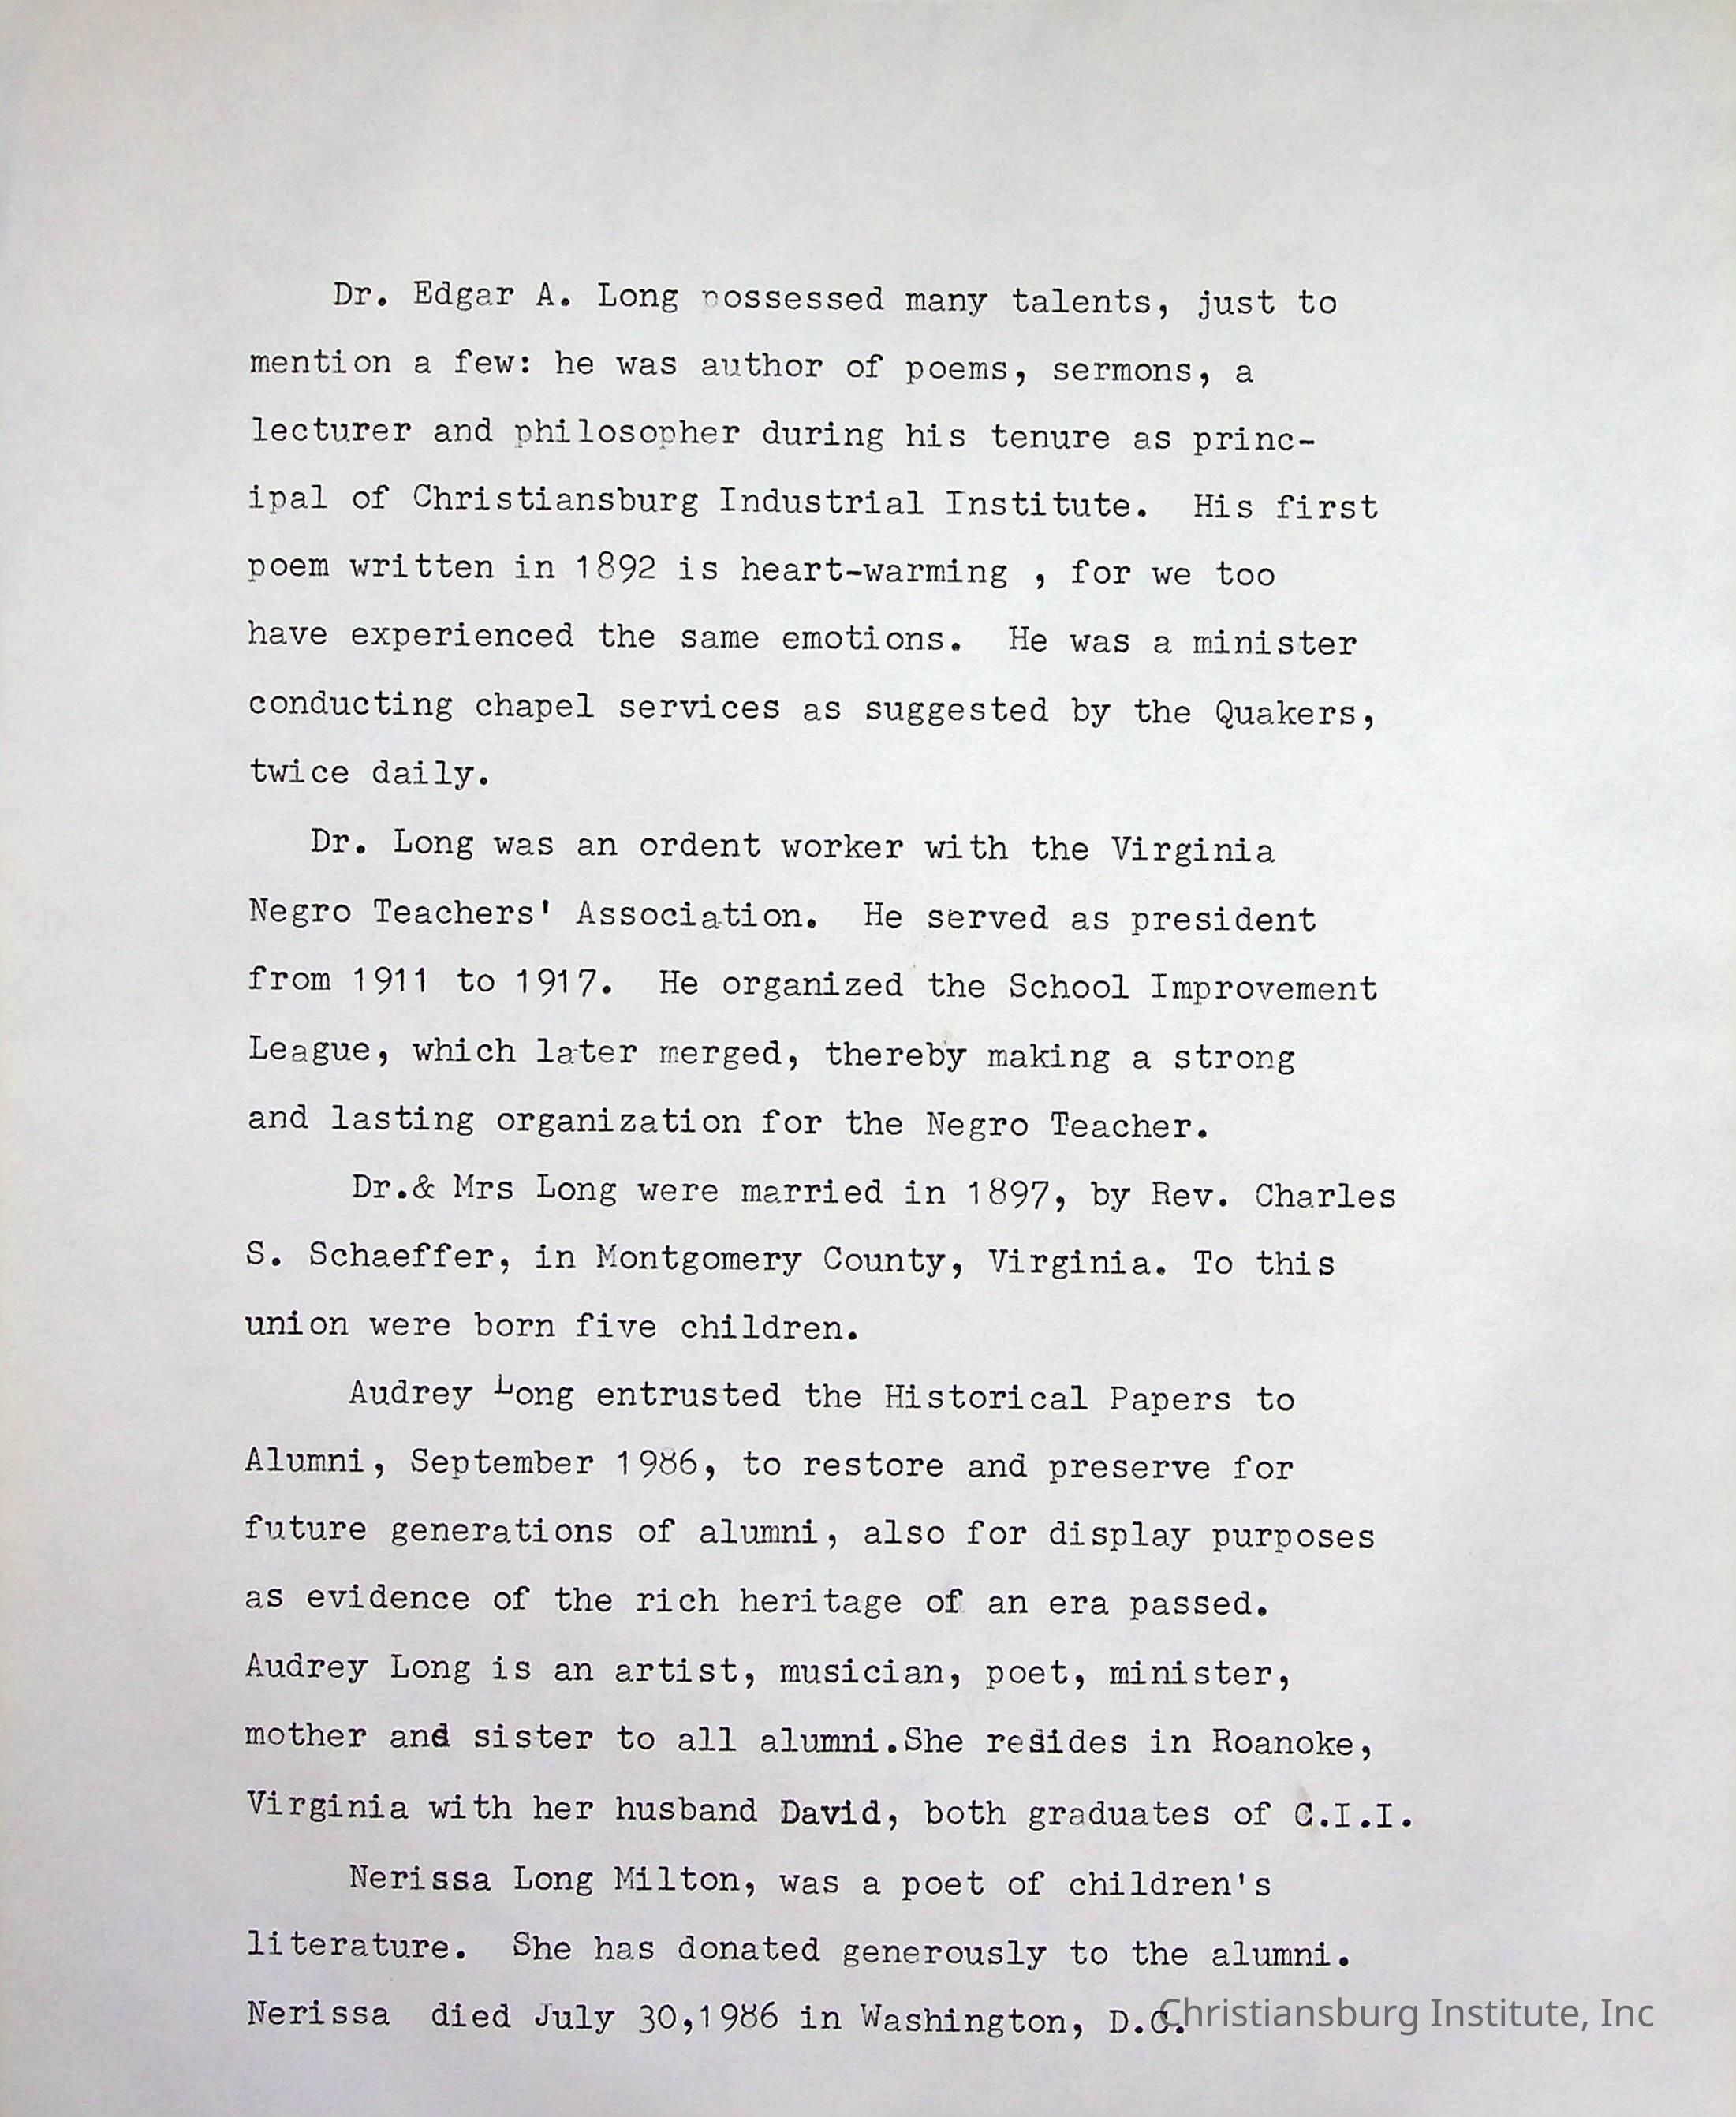 Dr. Edgar A. Long possessed many talents, just to
mention a few: he was author of poems, sermons, a
lecturer and philosopher during his tenure as princ-
ipal of Christiansburg Industrial Institute. His first
poem written in 1892 is heart-warming , for we too
have experienced the same emotions. He was a minister
conducting chapel services as suggested by the Quakers,
twice daily.
Dr. Long was an ordent worker with the Virginia
Negro Teachers' Association. He served as president
from 1911 to 1917. He organized the School Improvement
League, which later merged, thereby making a strong
and lasting organization for the Negro Teacher.
Dr.& Mrs Long were married in 1897, by Rev. Charles
S. Schaeffer, in Montgomery County, Virginia. To this
union were born five children.
Audrey Long entrusted the Historical Papers to
Alumni, September 1986, to restore and preserve for
future generations of alumni, also for display purposes
as evidence of the rich heritage of an era passed.
Audrey Long is an artist, musician, poet, minister,
mother and sister to all alumni.She resides in Roanoke,
Virginia with her husband David, both graduates of C.I.I.
Nerissa Long Milton, was a poet of children's
literature. She has donated generously to the alumni.
Nerissa died July 30,1986 in Washington, D.C.
Christiansburg Institute, Inc